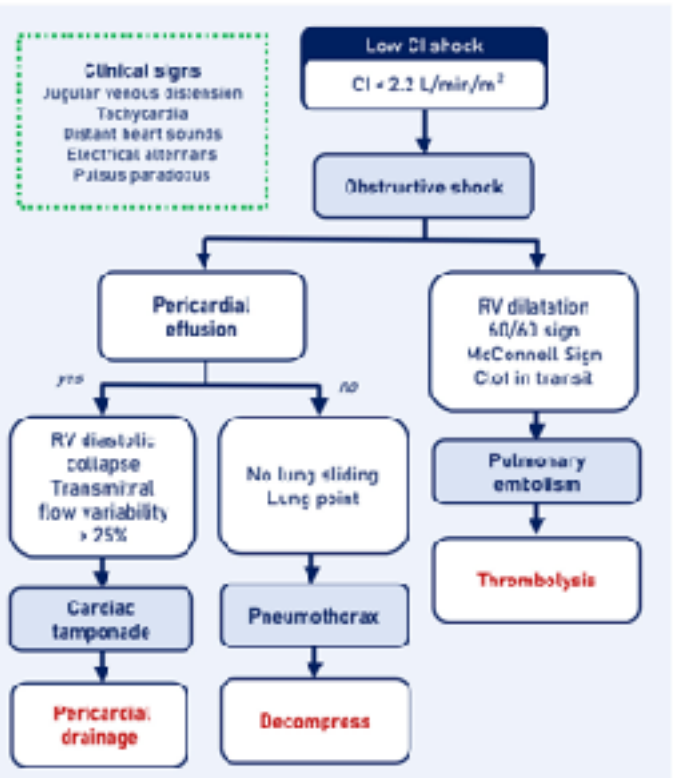 Clinical signs
Jugular venous distension
Tachycardia
Distant heart sounds
Electrical alternans
Pulsus paradoxus
Low CI shock
CI < 2.2 L/min/m²
Obstructive shock
Pericardial
effusion
RV dilatation
60/60 sign
McConnell Sign
Clot in transit
yes
no
RV diastolic
collapse
Transmitral
flow variability
> 25%
No lung sliding
Lung point
Pulmonary
embolism
Thrombolysis
Cardiac
tamponade
Pneumothorax
Pericardial
drainage
Decompress